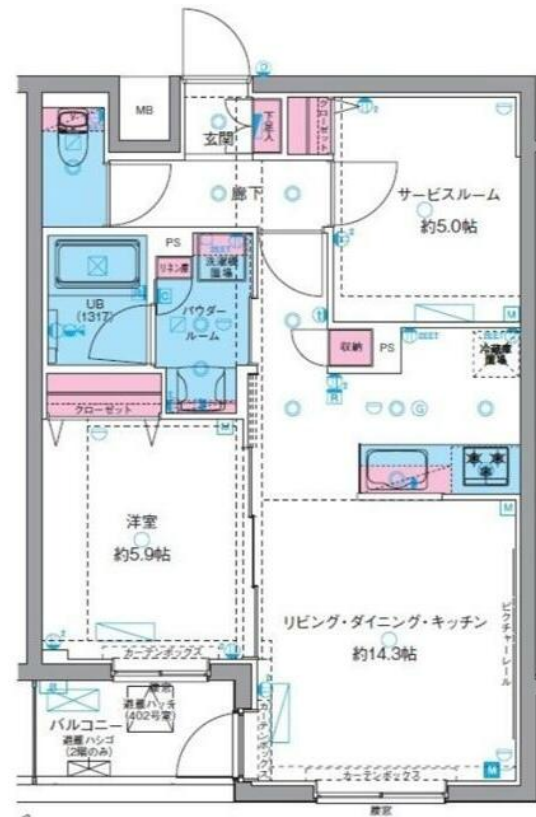 MB
玄関
下足入
クローゼット
2
サービスルーム
約5.0帖
廊下
PS
リネン庫
洗濯機
置場
UB
(1317)
パウダー
ルーム
2
M
収納
PS
冷蔵庫
置場
R
2
G
クローゼット
M
M
洋室
約5.9帖
リビング・ダイニング・キッチン
約14.3帖
ピクチャーレール
カーテンボックス
腰窓
バルコニー
避難ハッチ
(402号室)
避難ハシゴ
(2階のみ)
カーテンボックス
カーテンボックス
M
腰窓